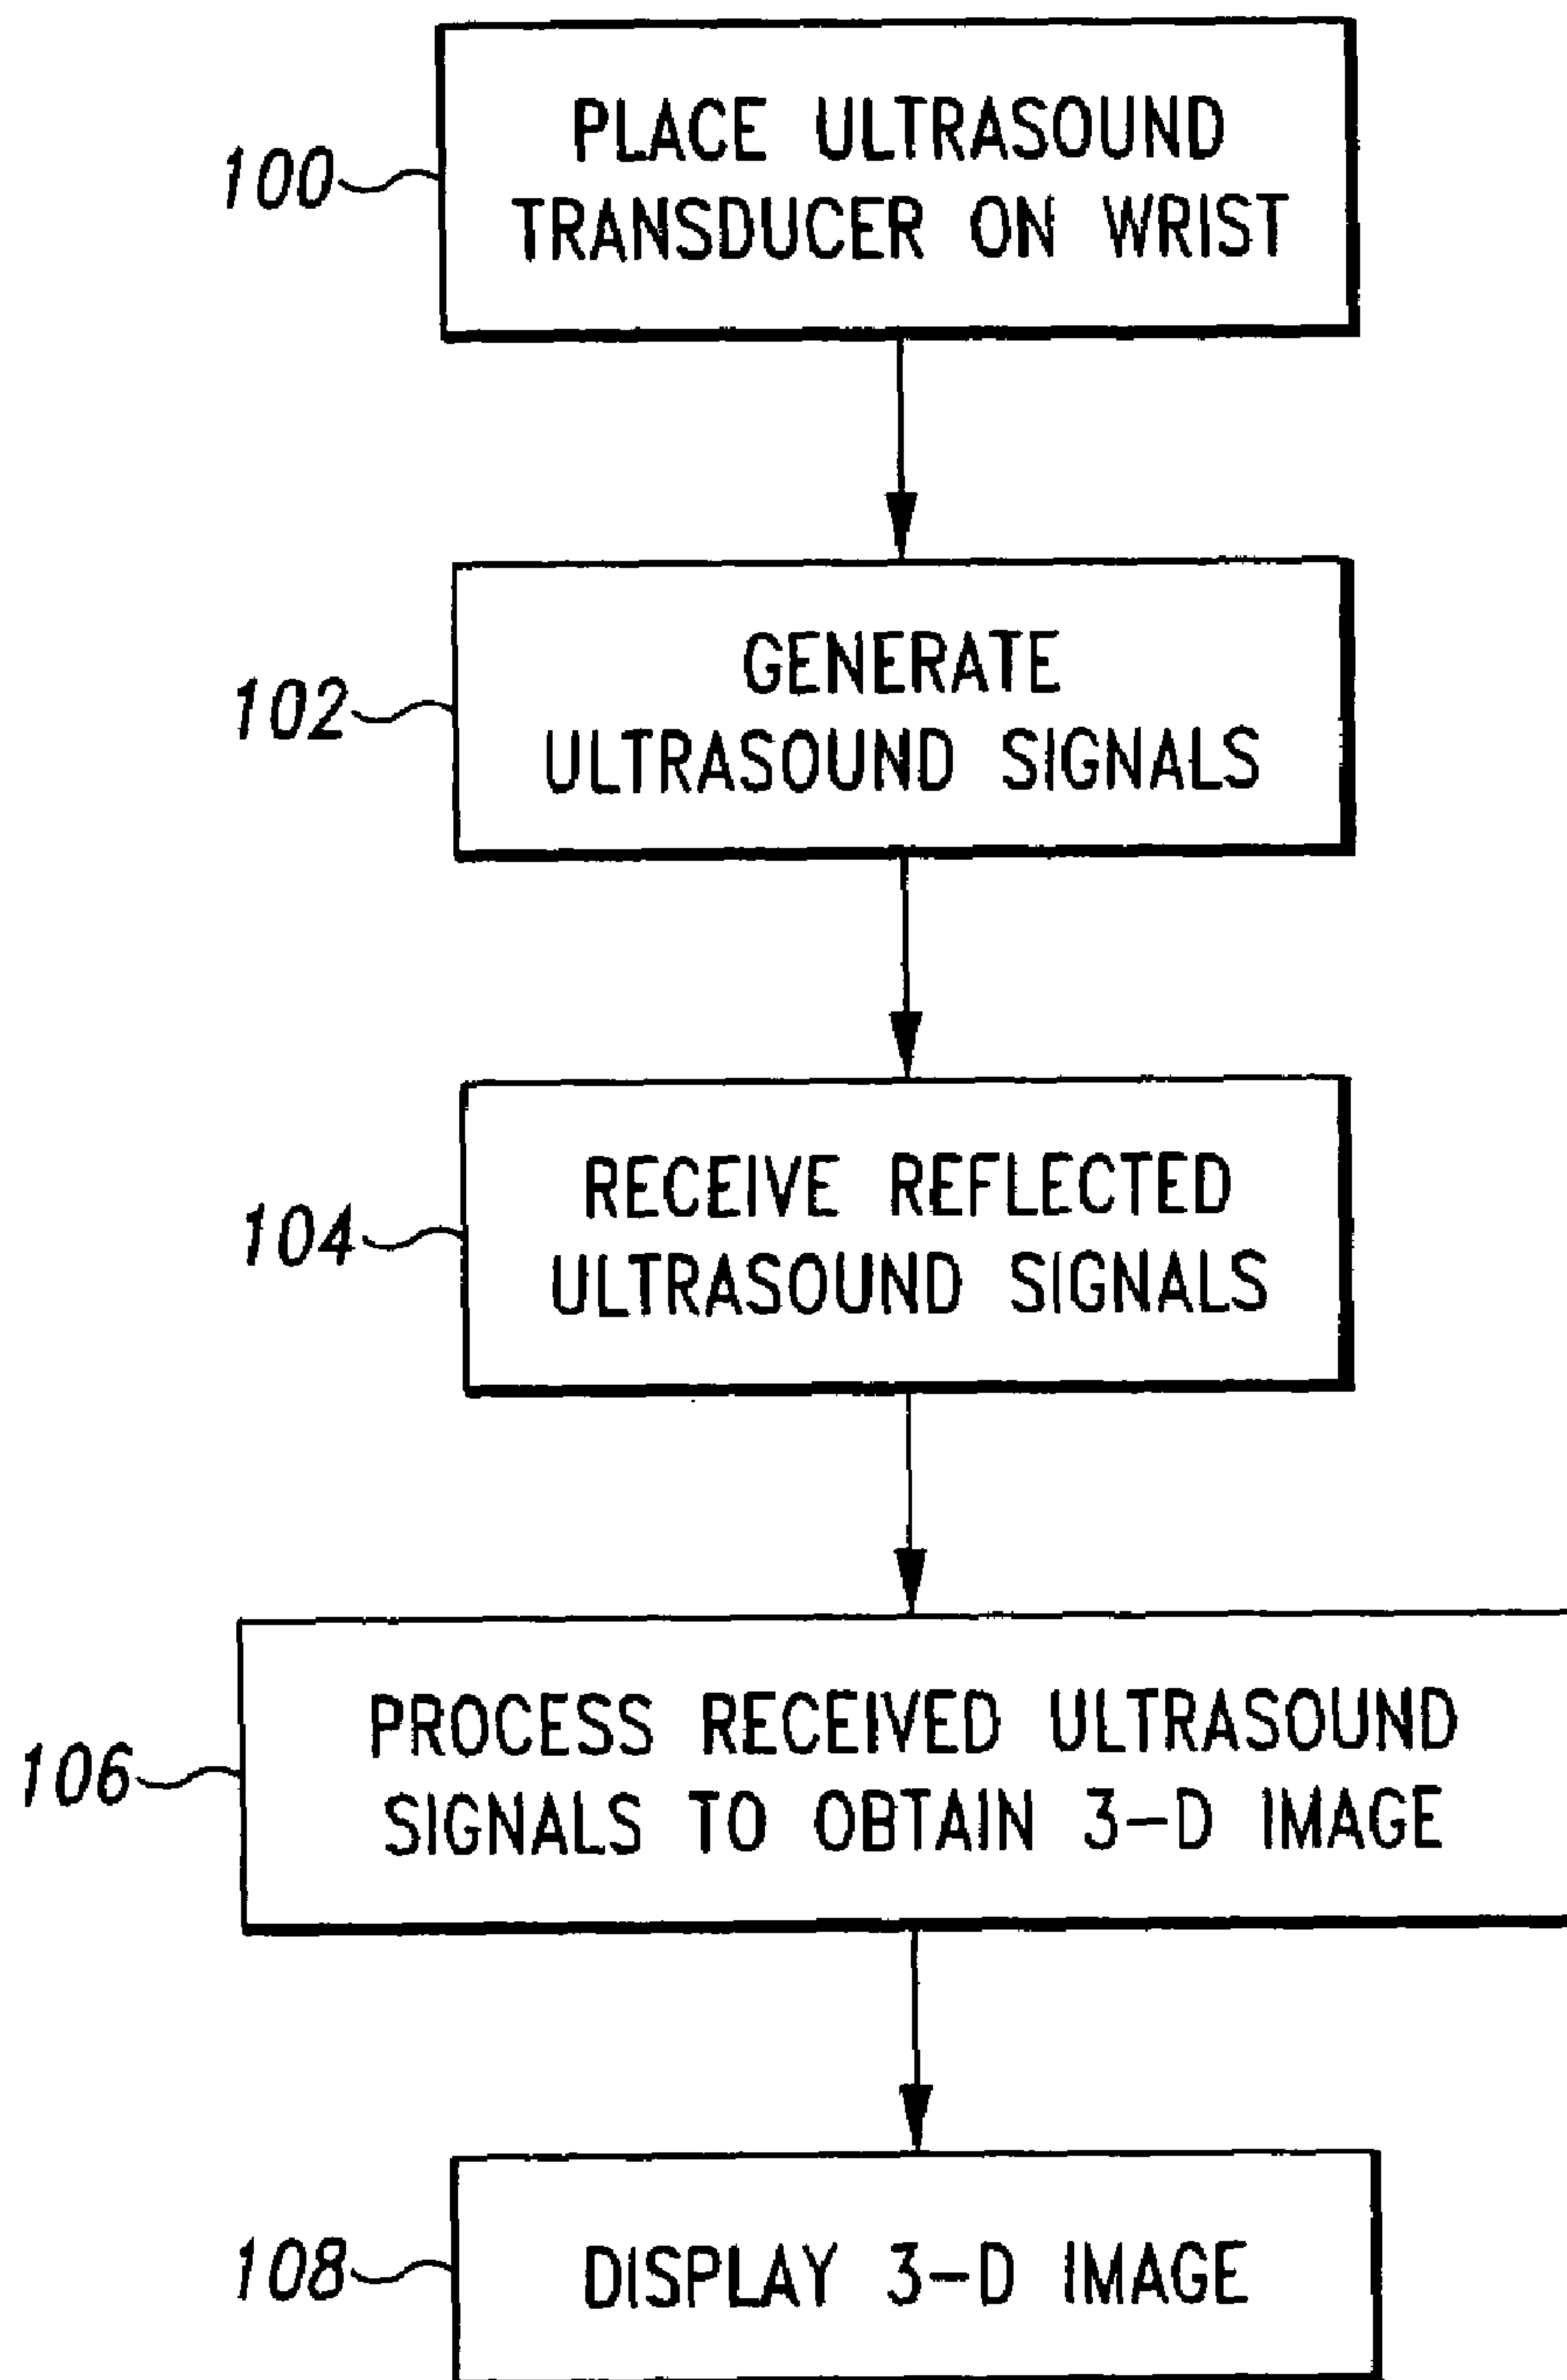 100
PLACE ULTRASOUND
TRANSDUCER ON WRIST
102
GENERATE
ULTRASOUND SIGNALS
104
RECEIVE REFLECTED
ULTRASOUND SIGNALS
106
PROCESS RECEIVED ULTRASOUND
SIGNALS TO OBTAIN 3-D IMAGE
108
DISPLAY 3-D IMAGE